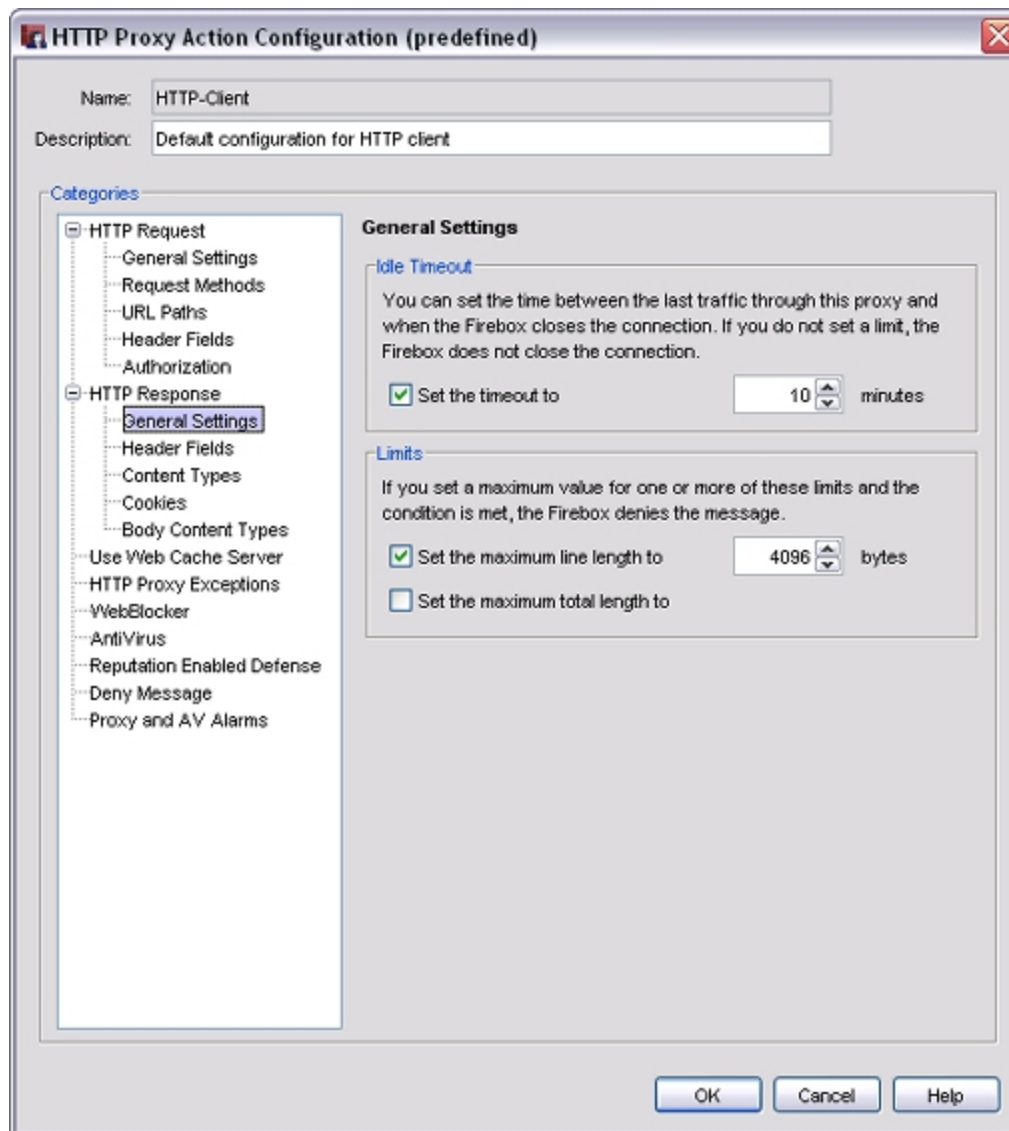 HTTP Proxy Action Configuration (predefined)
Name: HTTP-Client
Description: Default configuration for HTTP client
Categories
HTTP Request
General Settings
Request Methods
URL Paths
Header Fields
Authorization
HTTP Response
General Settings
Header Fields
Content Types
Cookies
Body Content Types
Use Web Cache Server
HTTP Proxy Exceptions
WebBlocker
AntiVirus
Reputation Enabled Defense
Deny Message
Proxy and AV Alarms
General Settings
Idle Timeout
You can set the time between the last traffic through this proxy and
when the Firebox closes the connection. If you do not set a limit, the
Firebox does not close the connection.
Set the timeout to 10 minutes
Limits
If you set a maximum value for one or more of these limits and the
condition is met, the Firebox denies the message.
Set the maximum line length to 4096 bytes
Set the maximum total length to
OK Cancel Help